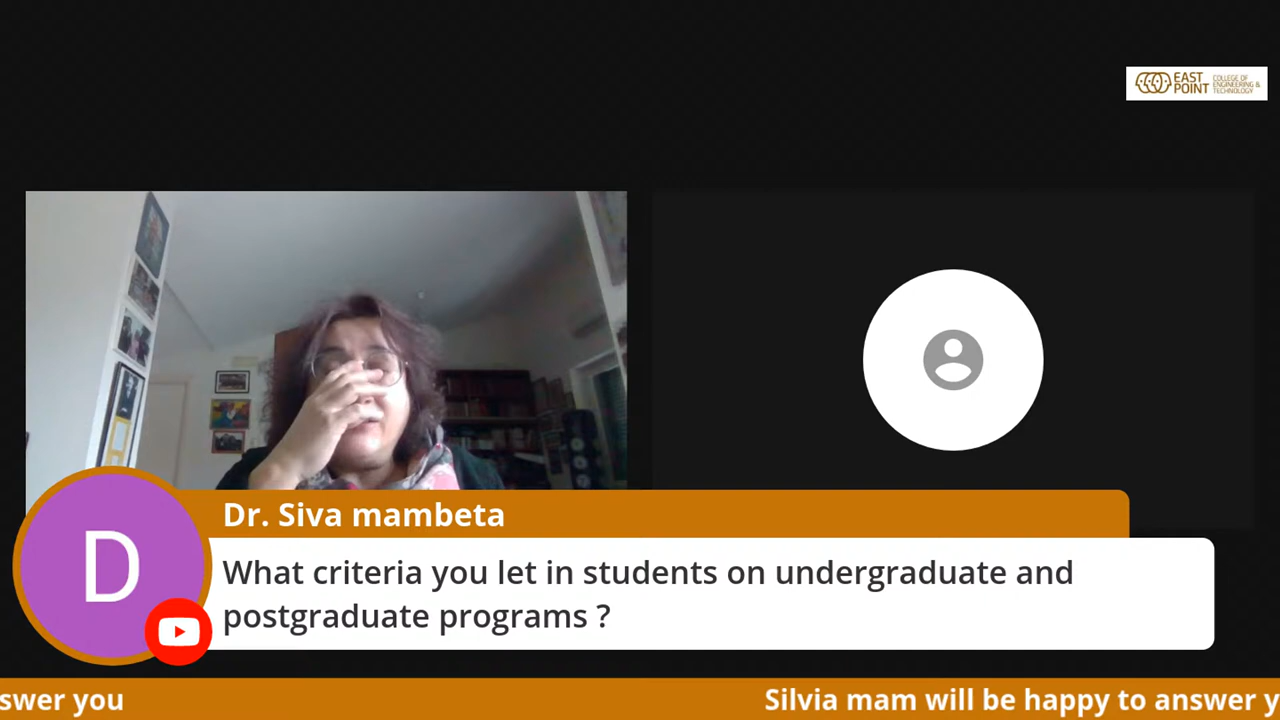 EAST
POINT
COLLEGE OF
ENGINEERING &
TECHNOLOGY
Dr. Siva mambeta
What criteria you let in students on undergraduate and
postgraduate programs ?
D
swer you
Silvia mam will be happy to answer y